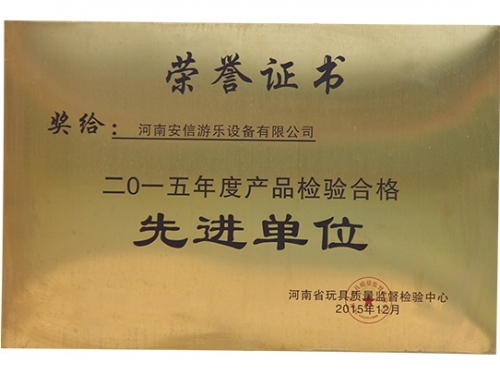 荣誉证书
奖给：河南安信游乐设备有限公司
二0一五年度产品检验合格
先进单位
河南省玩具质量监督检验中心
2015年12月